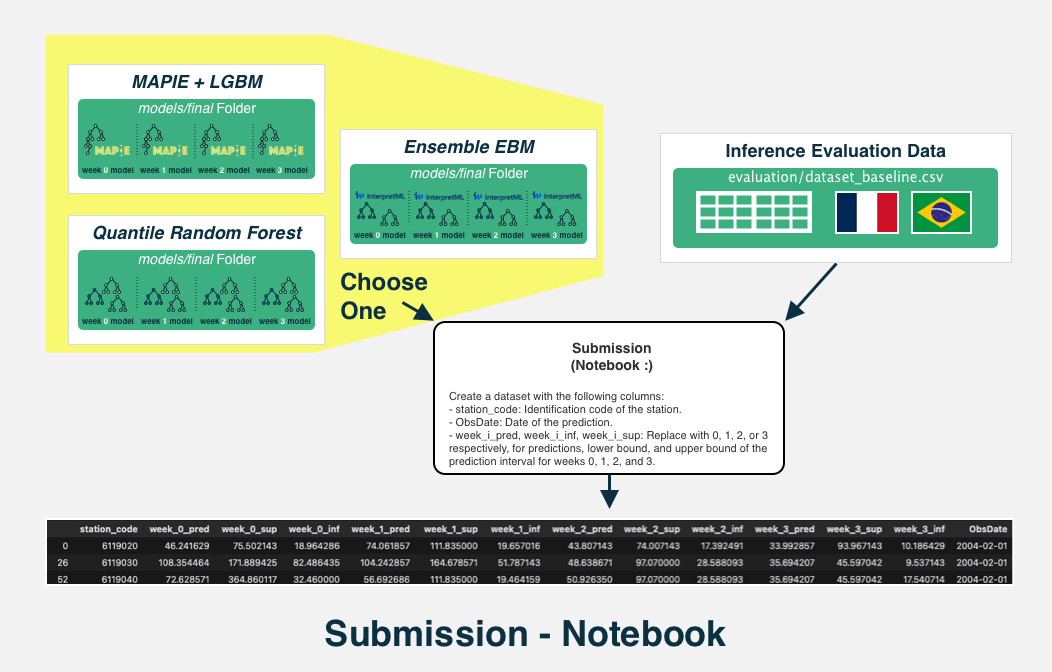 MAPIE + LGBM
models/final Folder
MAPIE MAPIE MAPIE MAPIE
week 0 model week 1 model week 2 model week 3 model
Quantile Random Forest
models/final Folder
week 0 model week 1 model week 2 model week 3 model
Ensemble EBM
models/final Folder
InterpretML InterpretML InterpretML InterpretML
week 0 model week 1 model week 2 model week 3 model
Choose
One
Inference Evaluation Data
evaluation/dataset_baseline.csv
Submission
(Notebook :)
Create a dataset with the following columns:
- station_code: Identification code of the station.
- ObsDate: Date of the prediction.
- week_i_pred, week_i_inf, week_i_sup: Replace with 0, 1, 2, or 3
respectively, for predictions, lower bound, and upper bound of the
prediction interval for weeks 0, 1, 2, and 3.
station_code week_0_pred week_0_sup week_0_inf week_1_pred week_1_sup week_1_inf week_2_pred week_2_sup week_2_inf week_3_pred week_3_sup week_3_inf ObsDate
0 6119020 46.241629 75.502143 18.964286 74.061857 111.835000 19.657016 43.807143 74.007143 17.392491 33.992857 93.967143 10.186429 2004-02-01
26 6119030 108.354464 171.889425 82.486435 104.242857 164.678571 51.787143 48.638671 97.070000 28.588093 35.694207 45.597042 9.537143 2004-02-01
52 6119040 72.628571 364.860117 32.460000 56.692686 111.835000 19.464159 50.926350 97.070000 28.588093 35.694207 45.597042 17.540714 2004-02-01
Submission - Notebook